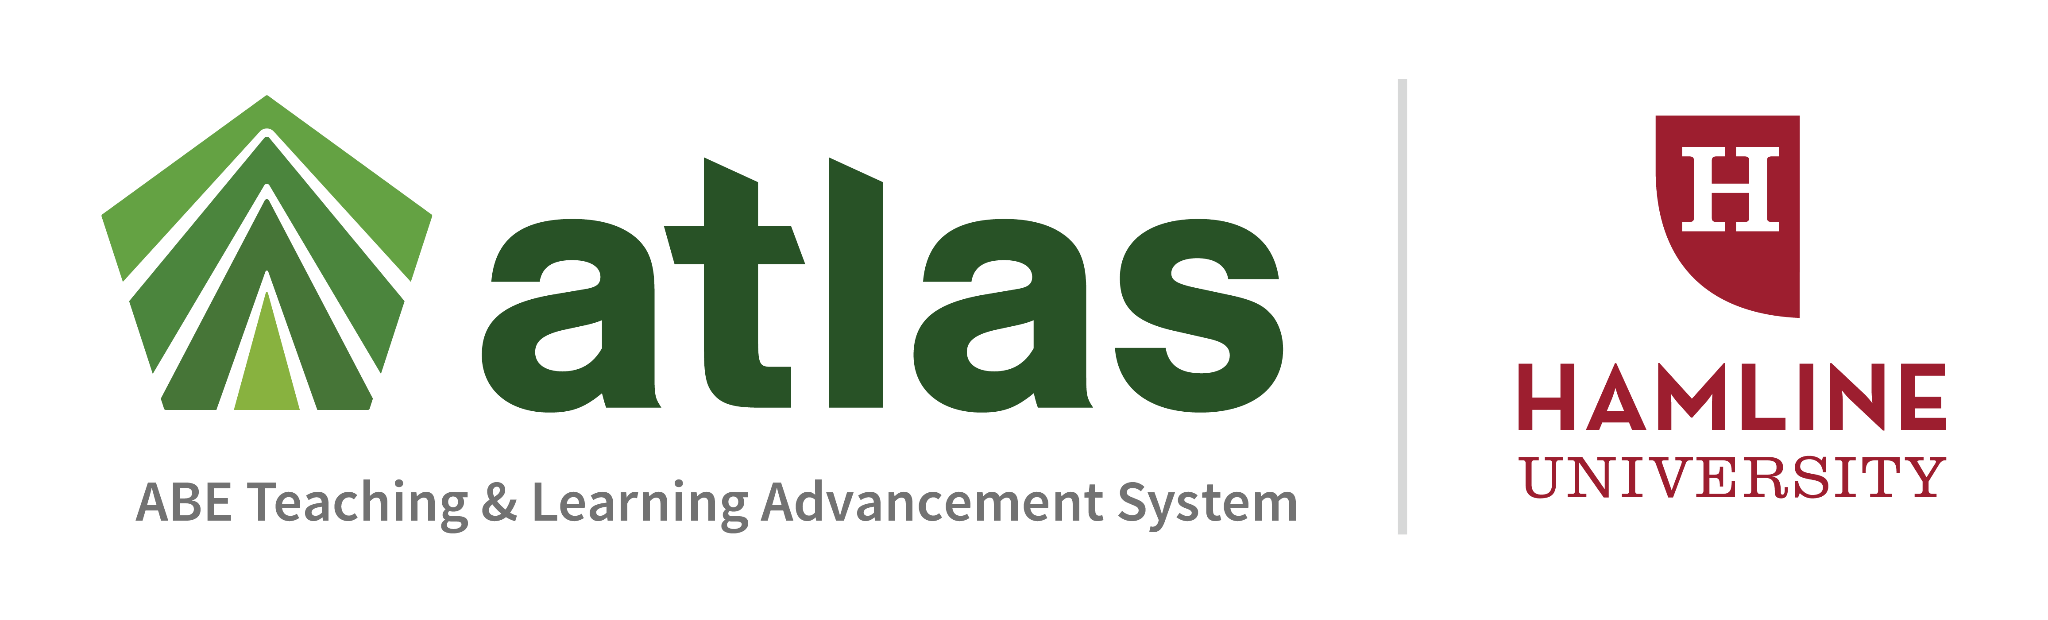 atlas
ABE Teaching & Learning Advancement System
H
HAMLINE
UNIVERSITY